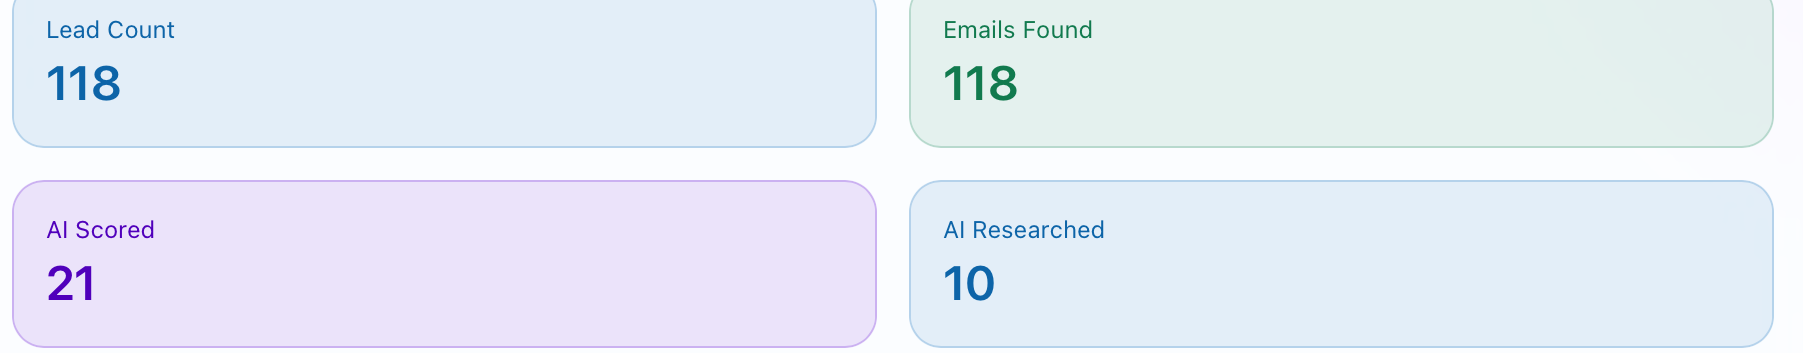 Lead Count
118
Emails Found
118
AI Scored
21
AI Researched
10